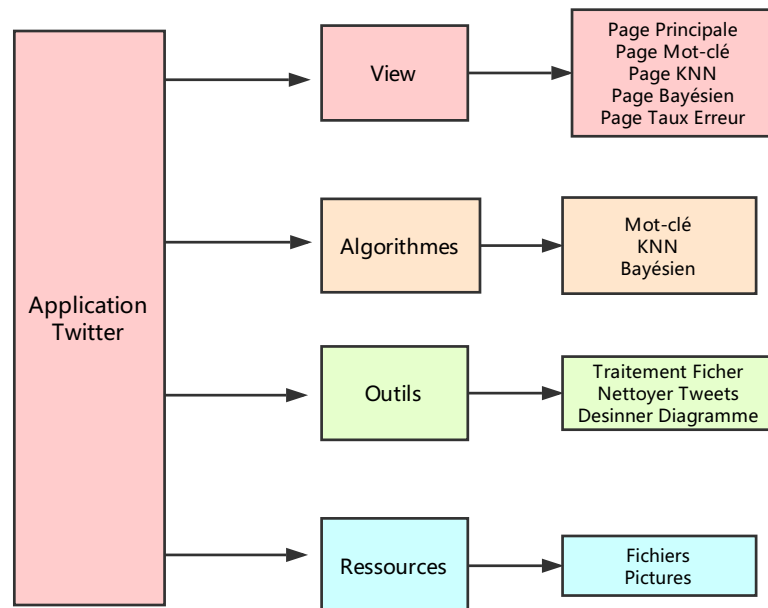 Application
Twitter
View
Page Principale
Page Mot-clé
Page KNN
Page Bayésien
Page Taux Erreur
Algorithmes
Mot-clé
KNN
Bayésien
Outils
Traitement Ficher
Nettoyer Tweets
Desinner Diagramme
Ressources
Fichiers
Pictures